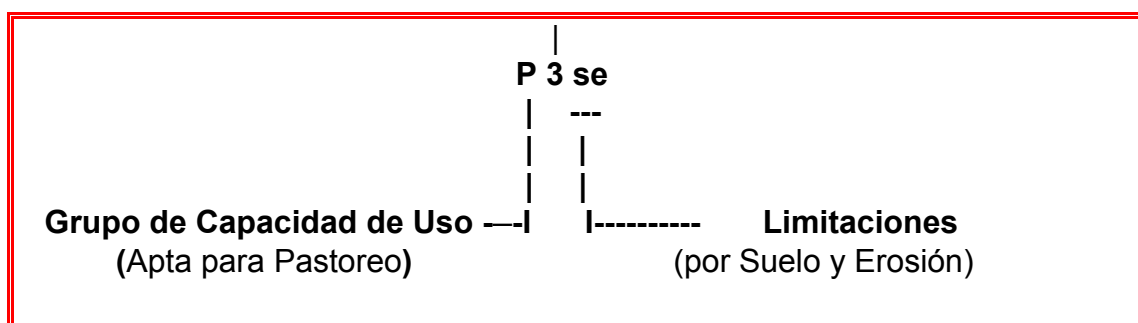 |
P 3 se
| ---
| |
| |
Grupo de Capacidad de Uso -–-I I---------- Limitaciones
(Apta para Pastoreo) (por Suelo y Erosión)